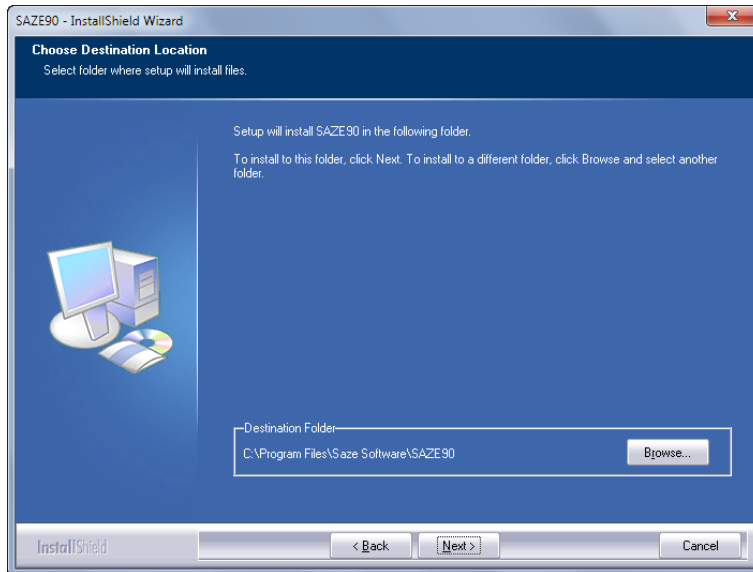 SAZE90 - InstallShield Wizard
Choose Destination Location
Select folder where setup will install files.
Setup will install SAZE90 in the following folder.
To install to this folder, click Next. To install to a different folder, click Browse and select another
folder.
Destination Folder
C:\Program Files\Saze Software\SAZE90
Browse...
InstallShield
< Back
Next >
Cancel